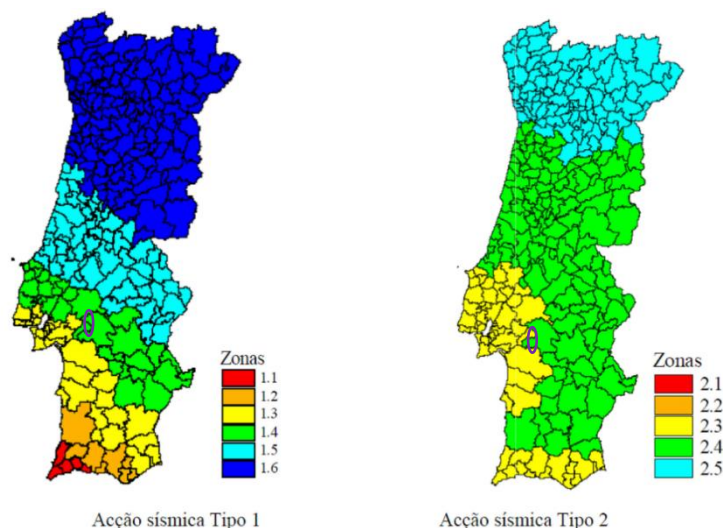 Zonas
1.1
1.2
1.3
1.4
1.5
1.6
Acção sísmica Tipo 1
Zonas
2.1
2.2
2.3
2.4
2.5
Acção sísmica Tipo 2